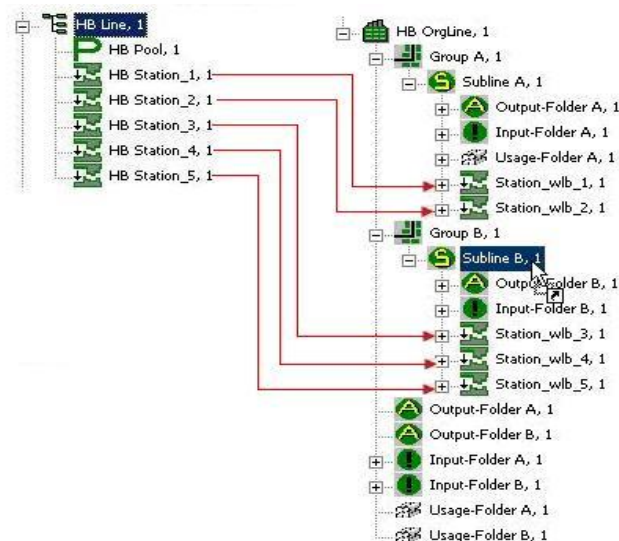 HB Line, 1
HB Pool, 1
HB Station_1, 1
HB Station_2, 1
HB Station_3, 1
HB Station_4, 1
HB Station_5, 1
HB OrgLine, 1
Group A, 1
Subline A, 1
Output-Folder A, 1
Input-Folder A, 1
Usage-Folder A, 1
Station_wlb_1, 1
Station_wlb_2, 1
Group B, 1
Subline B, 1
Output-Folder B, 1
Input-Folder B, 1
Station_wlb_3, 1
Station_wlb_4, 1
Station_wlb_5, 1
Output-Folder A, 1
Output-Folder B, 1
Input-Folder A, 1
Input-Folder B, 1
Usage-Folder A, 1
Usage-Folder B, 1